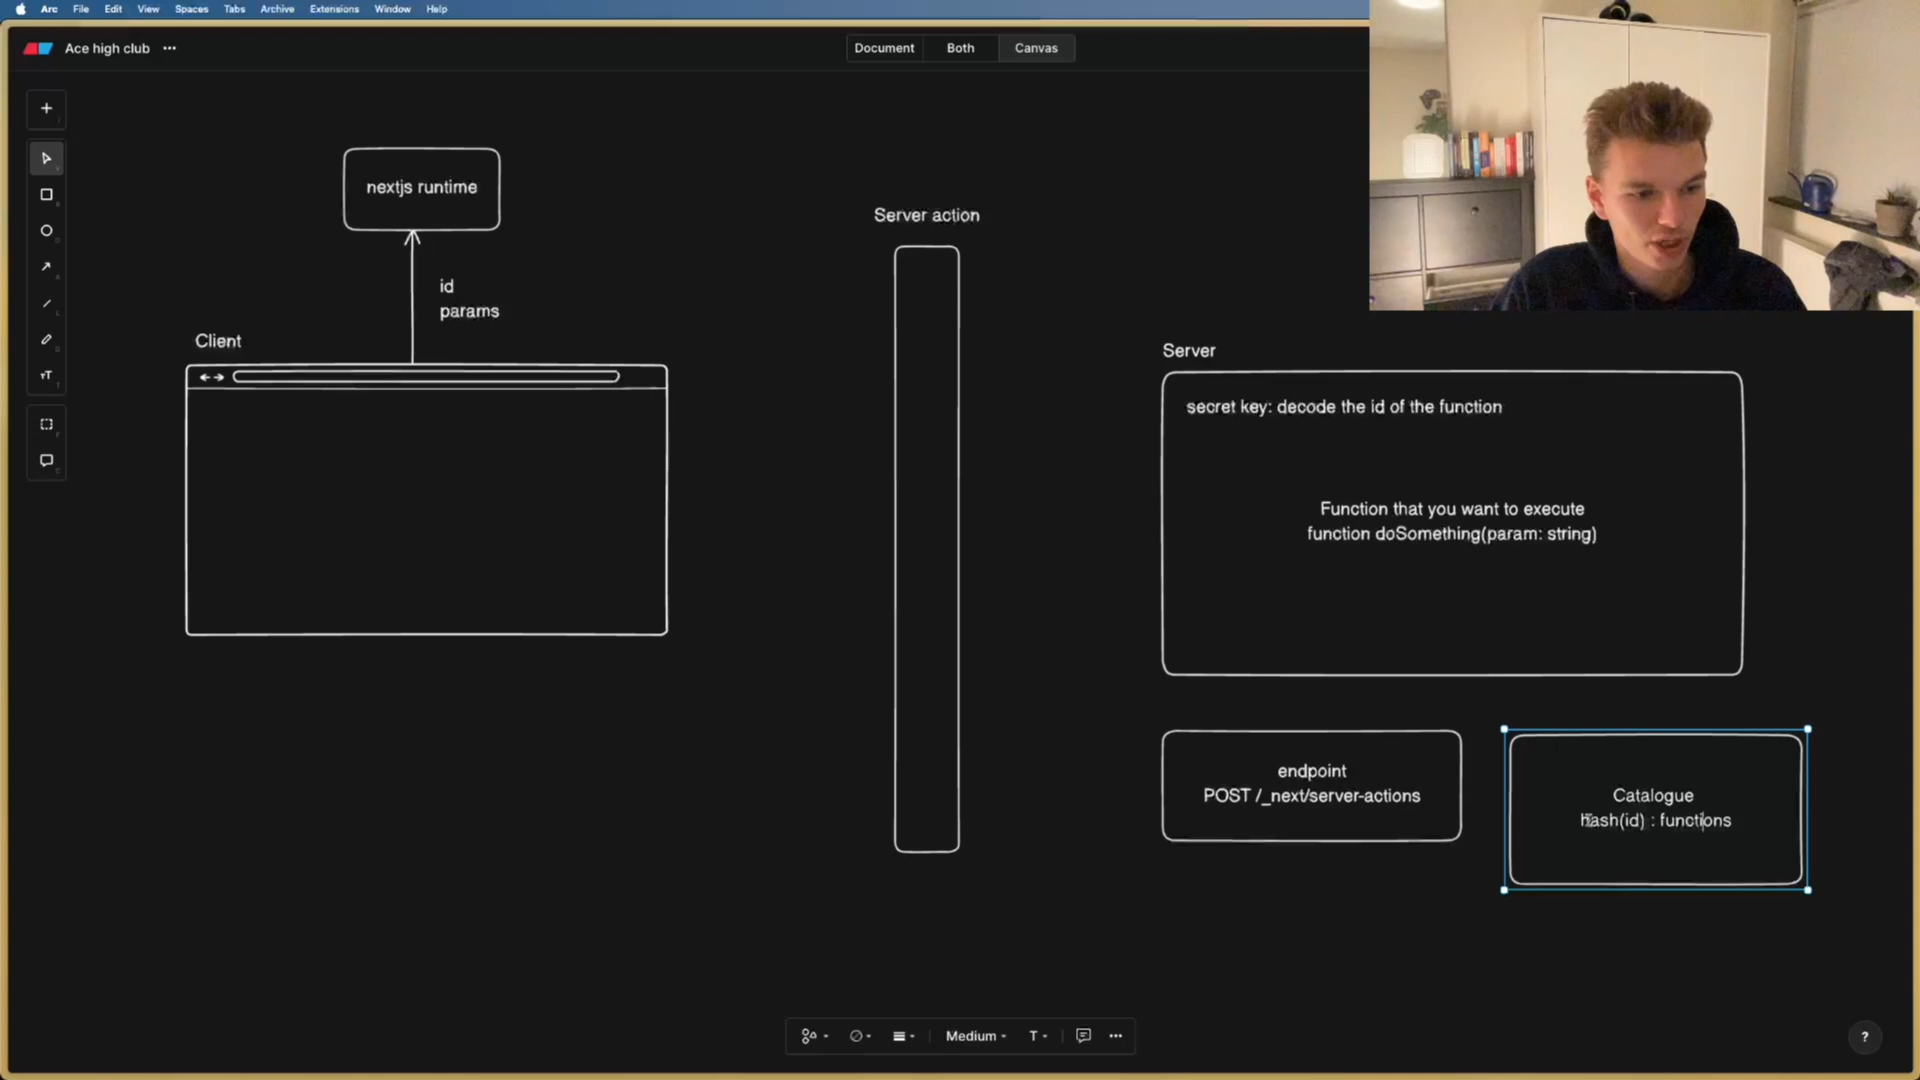 Arc File Edit View Spaces Tabs Archive Extensions Window Help
Ace high club
Document Both Canvas
nextjs runtime
Server action
id
params
Client
Server
secret key: decode the id of the function
Function that you want to execute
function doSomething(param: string)
endpoint
POST /_next/server-actions
Catalogue
hash(id) : functions
Medium T
?